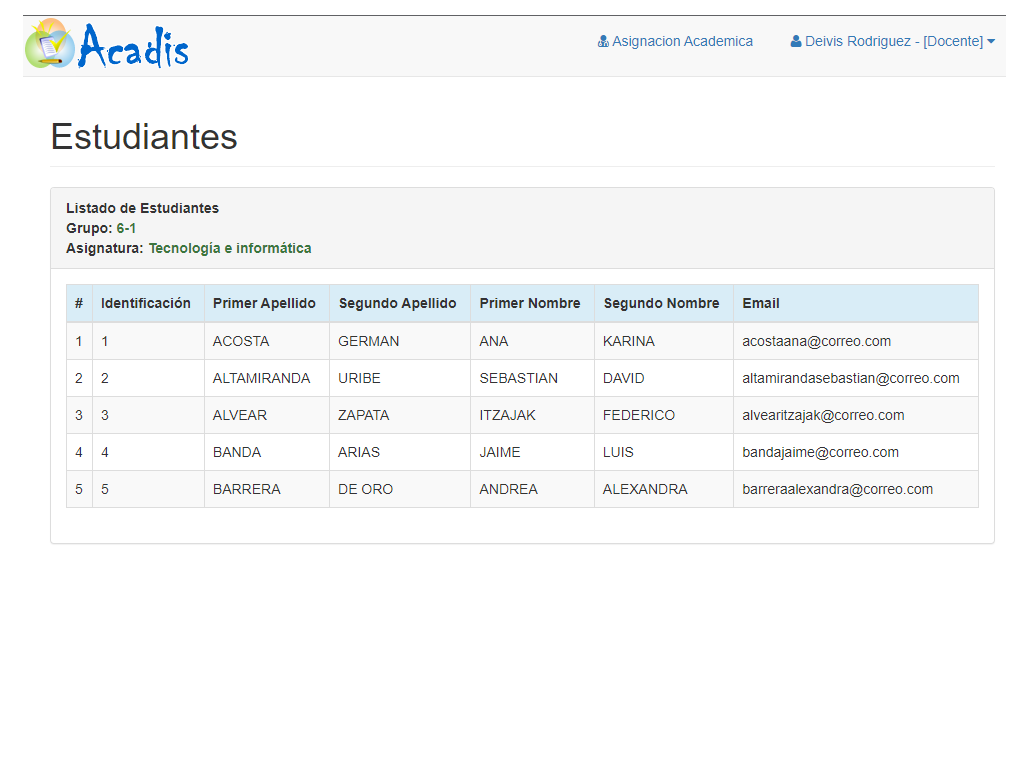 Acadis
Asignacion Academica Deivis Rodriguez - [Docente]
Estudiantes
Listado de Estudiantes
Grupo: 6-1
Asignatura: Tecnología e informática
# Identificación Primer Apellido Segundo Apellido Primer Nombre Segundo Nombre Email
1 1 ACOSTA GERMAN ANA KARINA acostaana@correo.com
2 2 ALTAMIRANDA URIBE SEBASTIAN DAVID altamirandasebastian@correo.com
3 3 ALVEAR ZAPATA ITZAJAK FEDERICO alvearitzajak@correo.com
4 4 BANDA ARIAS JAIME LUIS bandajaime@correo.com
5 5 BARRERA DE ORO ANDREA ALEXANDRA barreraalexandra@correo.com